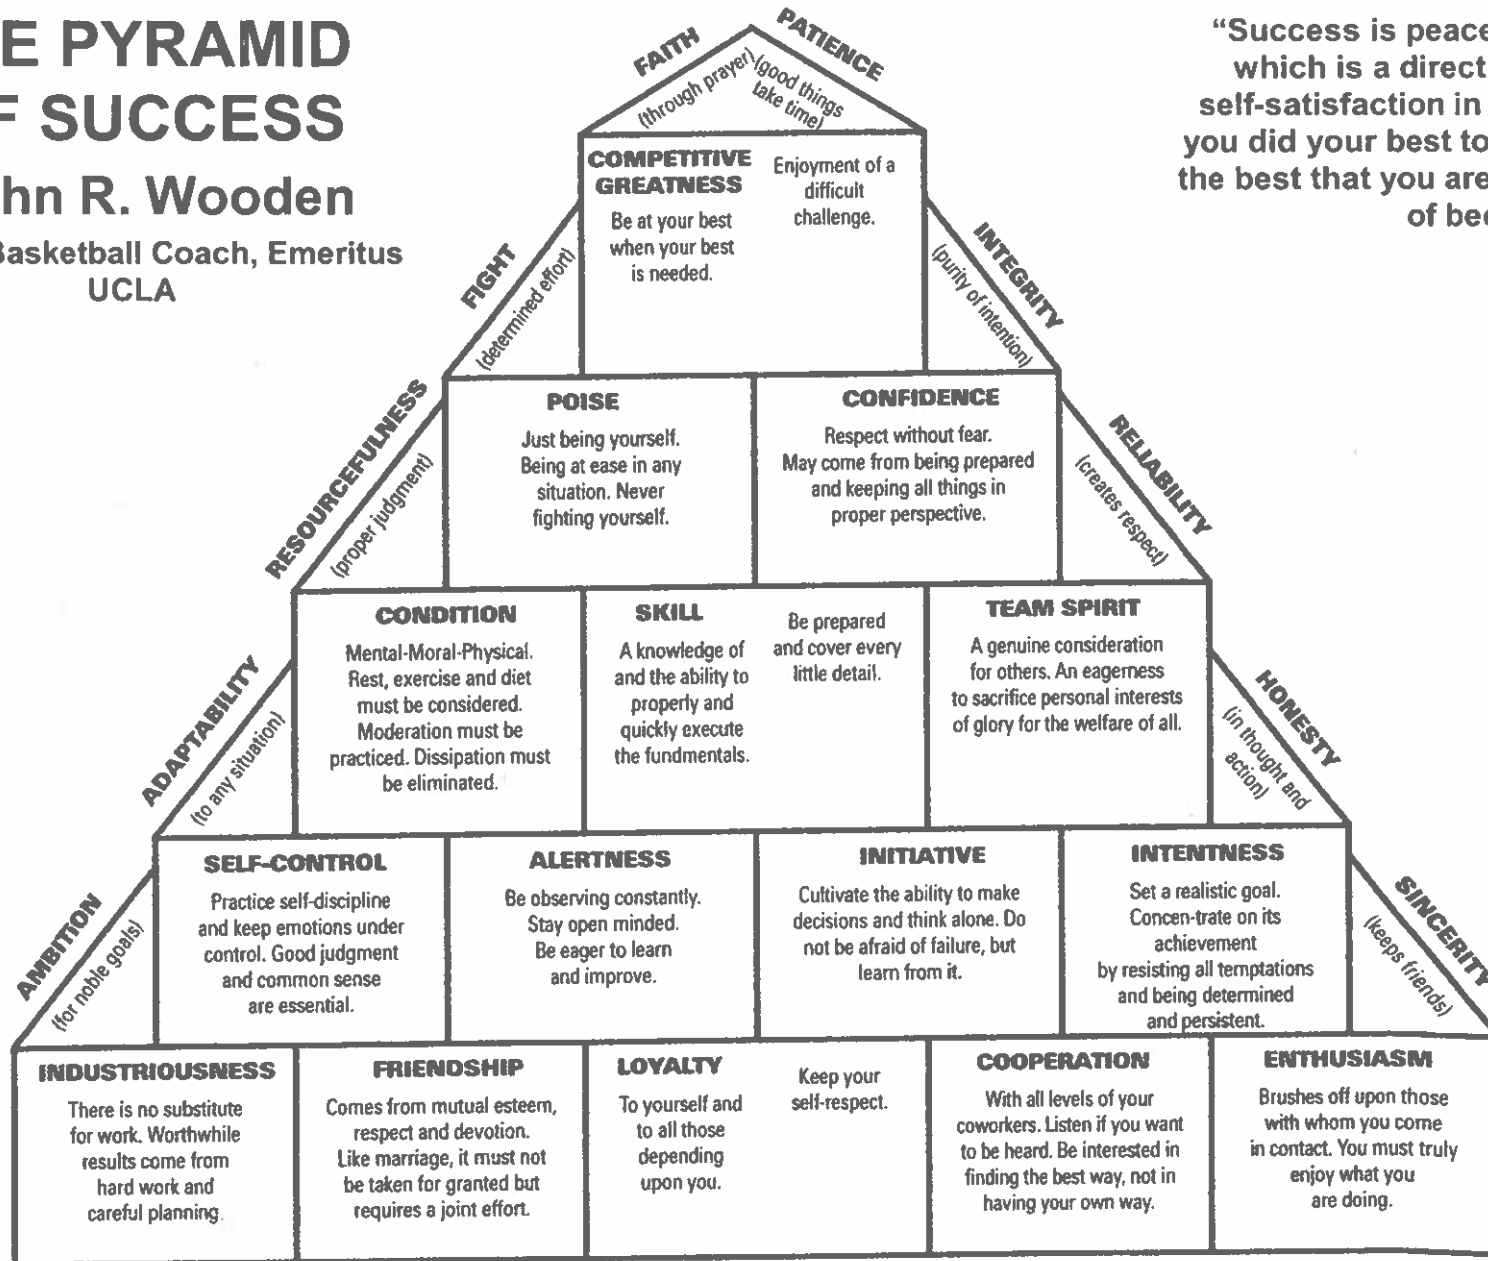 E PYRAMID
F SUCCESS
hn R. Wooden
Basketball Coach, Emeritus
UCLA
"Success is peace
which is a direct
self-satisfaction in
you did your best to
the best that you are
of bec
FAITH
(through prayer)
PATIENCE
(good things
take time)
COMPETITIVE
GREATNESS
Be at your best
when your best
is needed.
Enjoyment of a
difficult
challenge.
FIGHT
(determined effort)
INTEGRITY
(purity of intention)
POISE
Just being yourself.
Being at ease in any
situation. Never
fighting yourself.
CONFIDENCE
Respect without fear.
May come from being prepared
and keeping all things in
proper perspective.
RESOURCEFULNESS
(proper judgment)
RELIABILITY
(creates respect)
CONDITION
Mental-Moral-Physical.
Rest, exercise and diet
must be considered.
Moderation must be
practiced. Dissipation must
be eliminated.
SKILL
A knowledge of
and the ability to
properly and
quickly execute
the fundmentals.
Be prepared
and cover every
little detail.
TEAM SPIRIT
A genuine consideration
for others. An eagerness
to sacrifice personal interests
of glory for the welfare of all.
ADAPTABILITY
(to any situation)
HONESTY
(in thought and
action)
SELF-CONTROL
Practice self-discipline
and keep emotions under
control. Good judgment
and common sense
are essential.
ALERTNESS
Be observing constantly.
Stay open minded.
Be eager to learn
and improve.
INITIATIVE
Cultivate the ability to make
decisions and think alone. Do
not be afraid of failure, but
learn from it.
INTENTNESS
Set a realistic goal.
Concen-trate on its
achievement
by resisting all temptations
and being determined
and persistent.
AMBITION
(for noble goals)
SINCERITY
(keeps friends)
INDUSTRIOUSNESS
There is no substitute
for work. Worthwhile
results come from
hard work and
careful planning.
FRIENDSHIP
Comes from mutual esteem,
respect and devotion.
Like marriage, it must not
be taken for granted but
requires a joint effort.
LOYALTY
To yourself and
to all those
depending
upon you.
Keep your
self-respect.
COOPERATION
With all levels of your
coworkers. Listen if you want
to be heard. Be interested in
finding the best way, not in
having your own way.
ENTHUSIASM
Brushes off upon those
with whom you come
in contact. You must truly
enjoy what you
are doing.